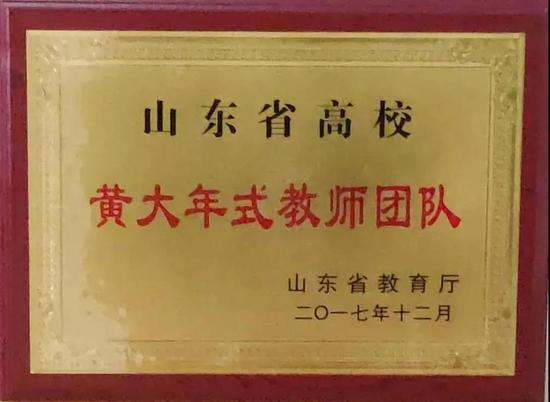 山东省高校
黄大年式教师团队
山东省教育厅
二〇一七年十二月